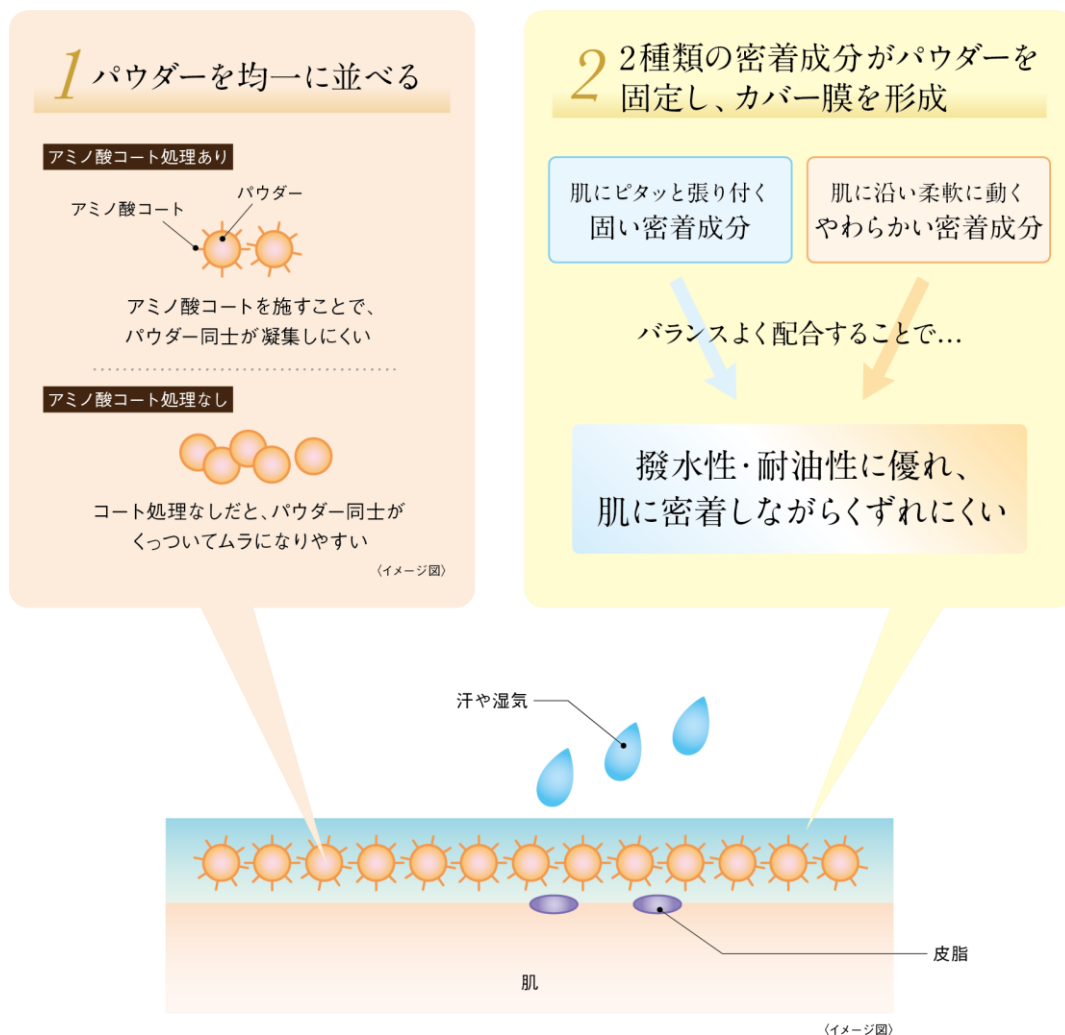 1 パウダーを均一に並べる
アミノ酸コート処理あり
パウダー
アミノ酸コート
アミノ酸コートを施すことで、
パウダー同士が凝集しにくい
アミノ酸コート処理なし
コート処理なしだと、パウダー同士が
くっついてムラになりやすい
〈イメージ図〉
2 2種類の密着成分がパウダーを
固定し、カバー膜を形成
肌にピタッと張り付く
固い密着成分
肌に沿い柔軟に動く
やわらかい密着成分
バランスよく配合することで…
撥水性・耐油性に優れ、
肌に密着しながらくずれにくい
汗や湿気
皮脂
肌
〈イメージ図〉